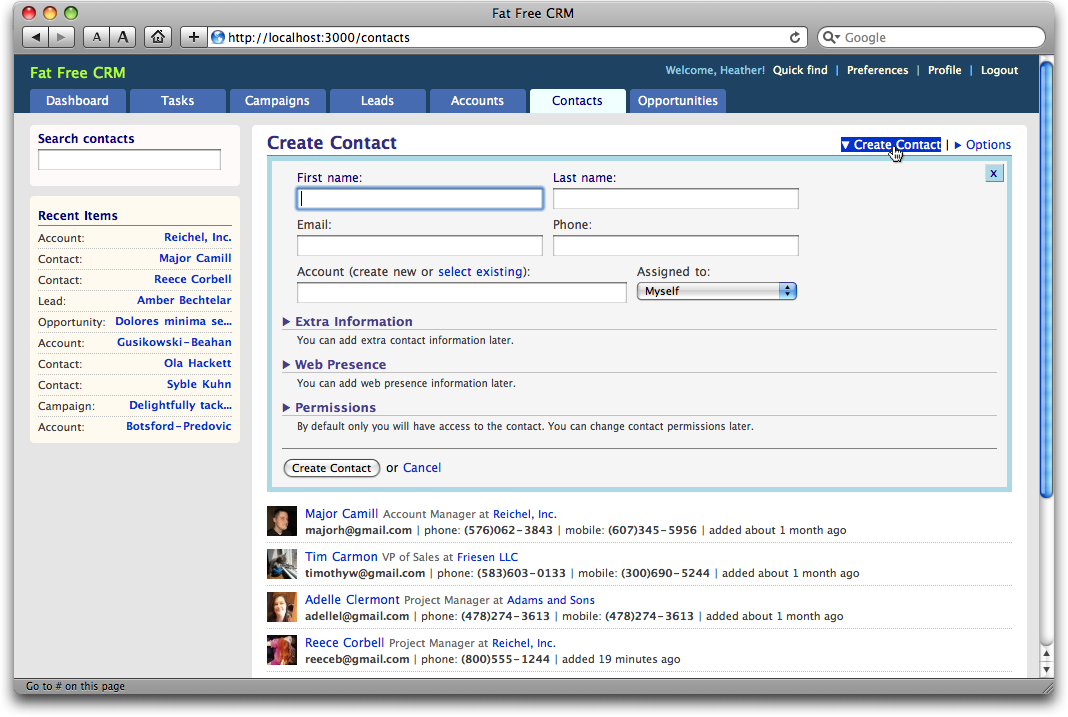 Fat Free CRM
A A + http://localhost:3000/contacts Google
Welcome, Heather! Quick find | Preferences | Profile | Logout
Fat Free CRM
Dashboard Tasks Campaigns Leads Accounts Contacts Opportunities
Search contacts
Recent Items
Account: Reichel, Inc.
Contact: Major Camill
Contact: Reece Corbell
Lead: Amber Bechtelar
Opportunity: Dolores minima se...
Account: Gusikowski-Beahan
Contact: Ola Hackett
Contact: Syble Kuhn
Campaign: Delightfully tack...
Account: Botsford-Predovic
Create Contact ▼ Create Contact | ► Options
x
First name: Last name:
Email: Phone:
Account (create new or select existing): Assigned to:
Myself
► Extra Information
You can add extra contact information later.
► Web Presence
You can add web presence information later.
► Permissions
By default only you will have access to the contact. You can change contact permissions later.
Create Contact or Cancel
Major Camill Account Manager at Reichel, Inc.
majorh@gmail.com | phone: (576)062-3843 | mobile: (607)345-5956 | added about 1 month ago
Tim Carmon VP of Sales at Friesen LLC
timothyw@gmail.com | phone: (583)603-0133 | mobile: (300)690-5244 | added about 1 month ago
Adelle Clermont Project Manager at Adams and Sons
adellel@gmail.com | phone: (478)274-3613 | mobile: (478)274-3613 | added about 1 month ago
Reece Corbell Project Manager at Reichel, Inc.
reeceb@gmail.com | phone: (800)555-1244 | added 19 minutes ago
Go to # on this page